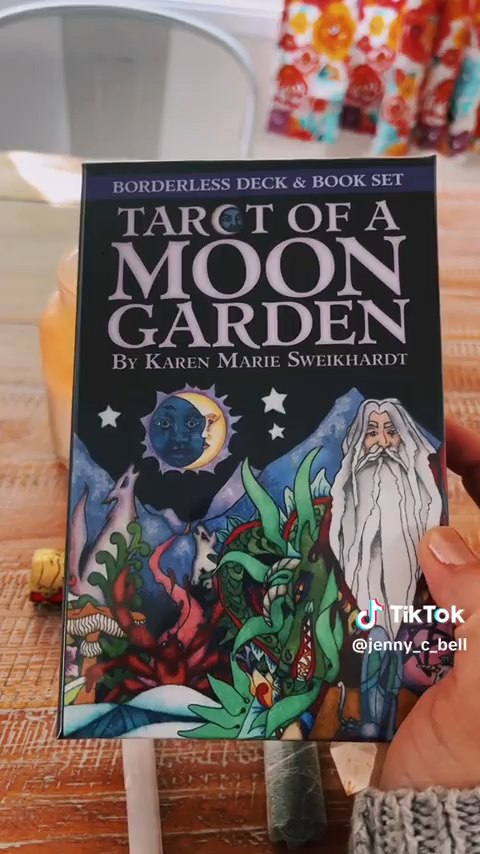 BORDERLESS DECK & BOOK SET
TAROT OF A
MOON
GARDEN
BY KAREN MARIE SWEIKHARDT
TikTok
@jenny_c_bell